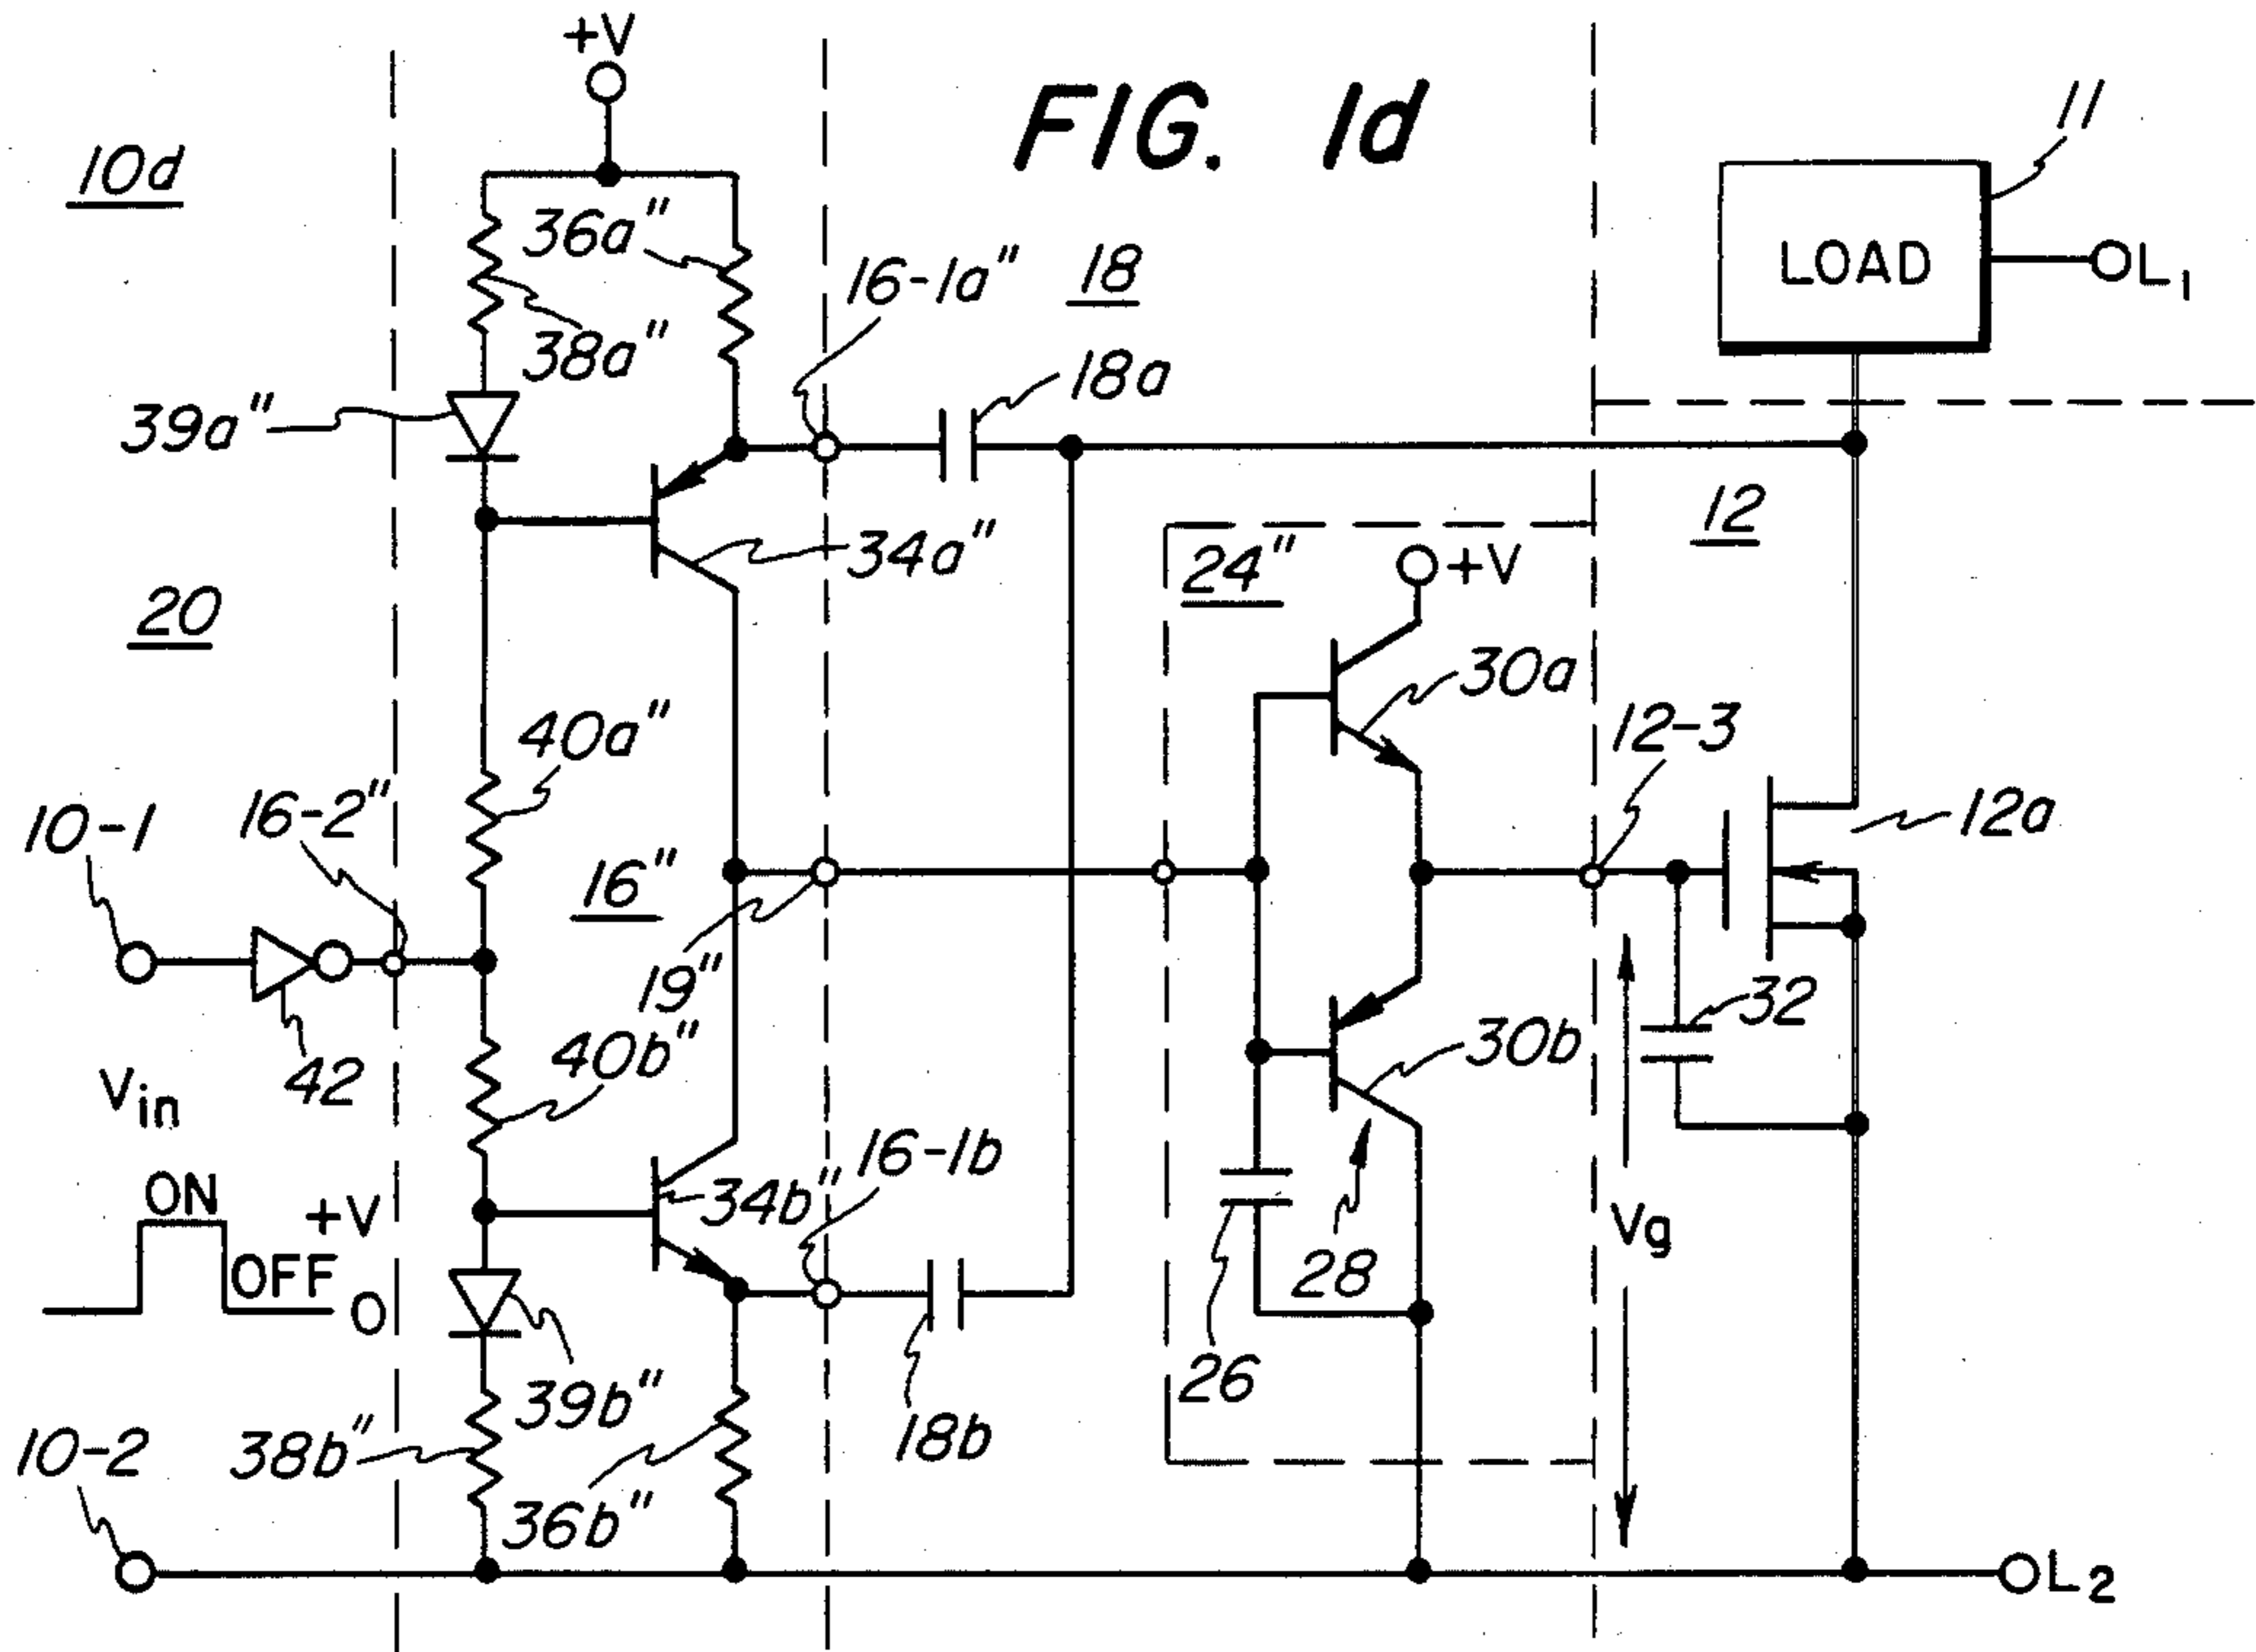 +V
FIG. 1d
11
10d
36a"
16-1a"
18
LOAD
L1
38a"
18a
39a"
12
34a"
24"
+V
20
30a
12-3
40a"
10-1
16-2"
12a
16"
19"
32
40b"
30b
42
Vin
16-1b
34b"
ON
+V
Vg
OFF
0
28
26
39b"
18b
10-2
38b"
36b"
L2